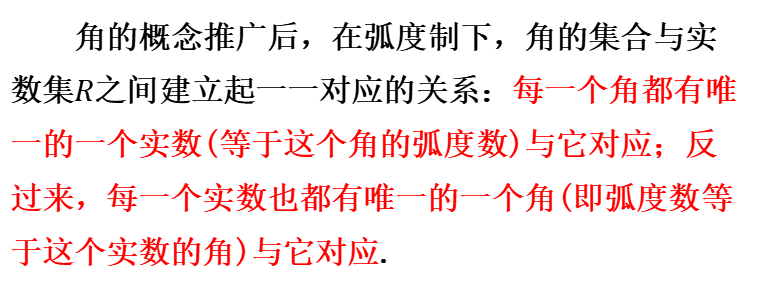 角的概念推广后，在弧度制下，角的集合与实
数集R之间建立起一一对应的关系：每一个角都有唯
一的一个实数(等于这个角的弧度数)与它对应；反
过来，每一个实数也都有唯一的一个角(即弧度数等
于这个实数的角)与它对应.